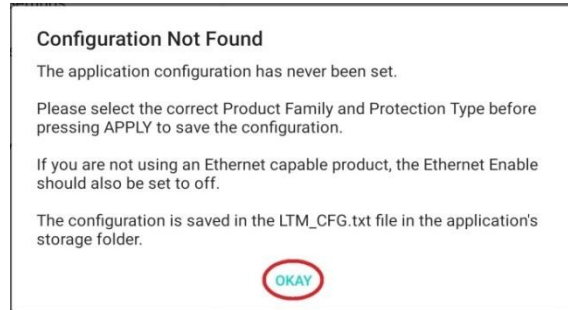 Configuration Not Found
The application configuration has never been set.
Please select the correct Product Family and Protection Type before
pressing APPLY to save the configuration.
If you are not using an Ethernet capable product, the Ethernet Enable
should also be set to off.
The configuration is saved in the LTM_CFG.txt file in the application's
storage folder.
OKAY